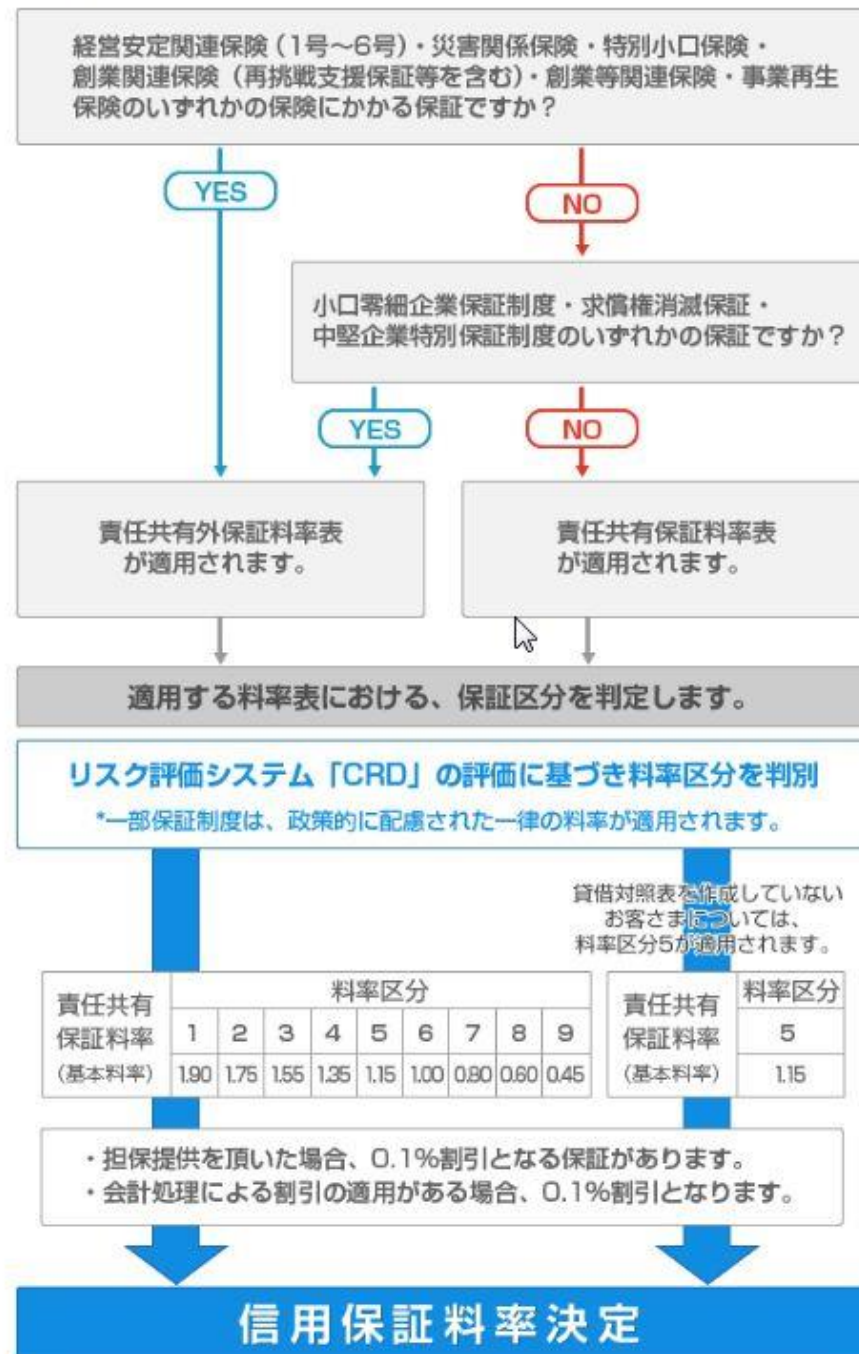 経営安定関連保険（1号～6号）・災害関係保険・特別小口保険・
創業関連保険（再挑戦支援保証等を含む）・創業等関連保険・事業再生
保険のいずれかの保険にかかる保証ですか？
YES
NO
小口零細企業保証制度・求償権消滅保証・
中堅企業特別保証制度のいずれかの保証ですか？
YES
NO
責任共有外保証料率表
が適用されます。
責任共有保証料率表
が適用されます。
適用する料率表における、保証区分を判定します。
リスク評価システム「CRD」の評価に基づき料率区分を判別
*一部保証制度は、政策的に配慮された一律の料率が適用されます。
貸借対照表を作成していない
お客さまについては、
料率区分5が適用されます。
責任共有
保証料率
（基本料率）
料率区分
1 2 3 4 5 6 7 8 9
1.90 1.75 1.55 1.35 1.15 1.00 0.80 0.60 0.45
責任共有
保証料率
（基本料率）
料率区分
5
1.15
・担保提供を頂いた場合、0.1%割引となる保証があります。
・会計処理による割引の適用がある場合、0.1%割引となります。
信用保証料率決定